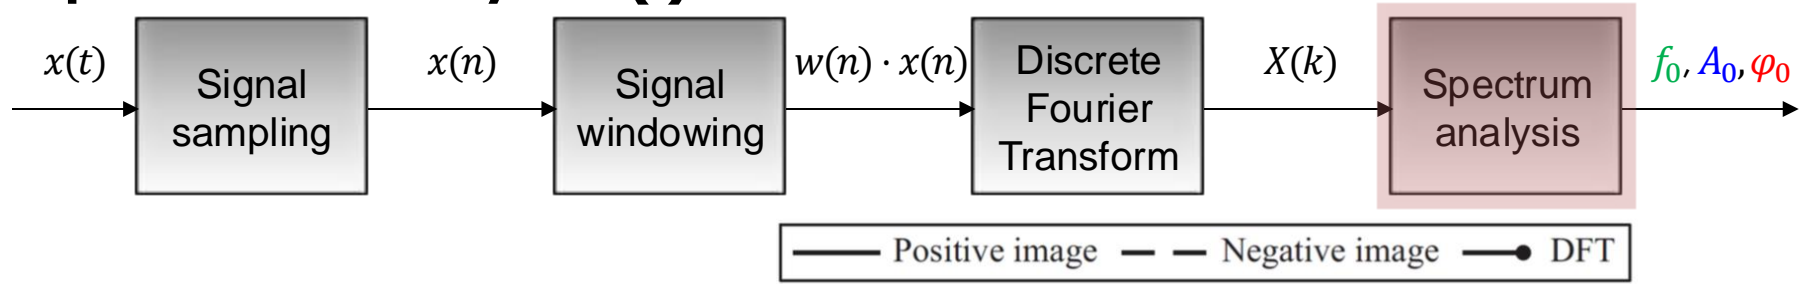 x(t)
Signal
sampling
x(n)
Signal
windowing
w(n) · x(n)
Discrete
Fourier
Transform
X(k)
Spectrum
analysis
f₀, A₀, φ₀
Positive image
Negative image
DFT